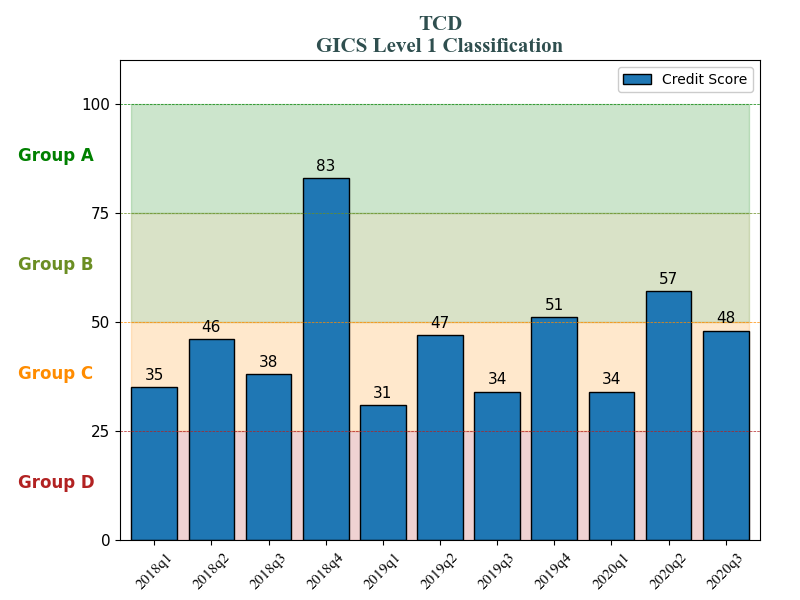 TCD
GICS Level 1 Classification
Credit Score
100
Group A
83
75
Group B
57
51
50
48
47
46
Group C
38
35
34
34
31
25
Group D
0
2018q1
2018q2
2018q3
2018q4
2019q1
2019q2
2019q3
2019q4
2020q1
2020q2
2020q3